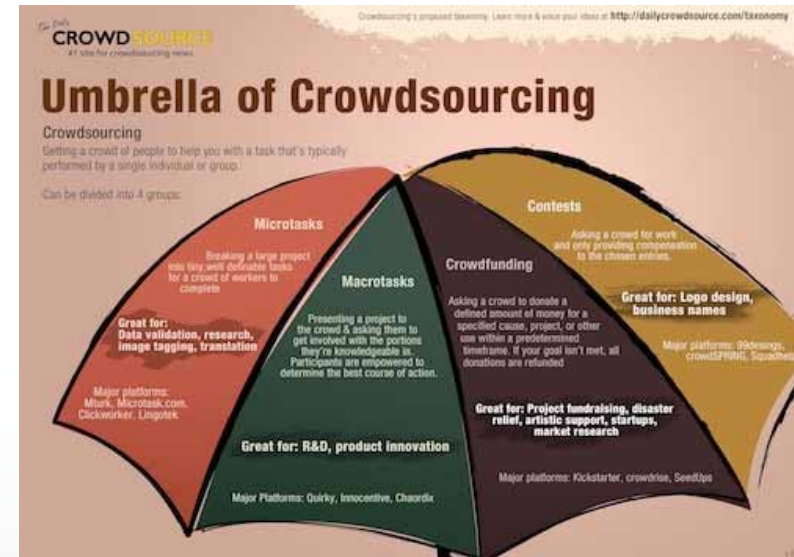 The Daily
CROWDSOURCE
#1 site for crowdsourcing news
Crowdsourcing's proposed taxonomy. Learn more & voice your ideas at http://dailycrowdsource.com/taxonomy
Umbrella of Crowdsourcing
Crowdsourcing
Getting a crowd of people to help you with a task that's typically
performed by a single individual or group.
Can be divided into 4 groups:
Microtasks
Breaking a large project
into tiny, well definable tasks
for a crowd of workers to
complete
Great for:
Data validation, research,
image tagging, translation
Major platforms:
Mturk, Microtask.com,
Clickworker, Lingotek
Macrotasks
Presenting a project to
the crowd & asking them to
get involved with the portions
they're knowledgeable in.
Participants are empowered to
determine the best course of action.
Great for: R&D, product innovation
Major Platforms: Quirky, Innocentive, Chaordix
Crowdfunding
Asking a crowd to donate a
defined amount of money for a
specified cause, project, or other
use within a predetermined
timeframe. If your goal isn't met, all
donations are refunded
Great for: Project fundraising, disaster
relief, artistic support, startups,
market research
Major platforms: Kickstarter, crowdrise, SeedUps
Contests
Asking a crowd for work
and only providing compensation
to the chosen entries.
Great for: Logo design,
business names
Major platforms: 99desings,
crowdSPRING, Squadhelp